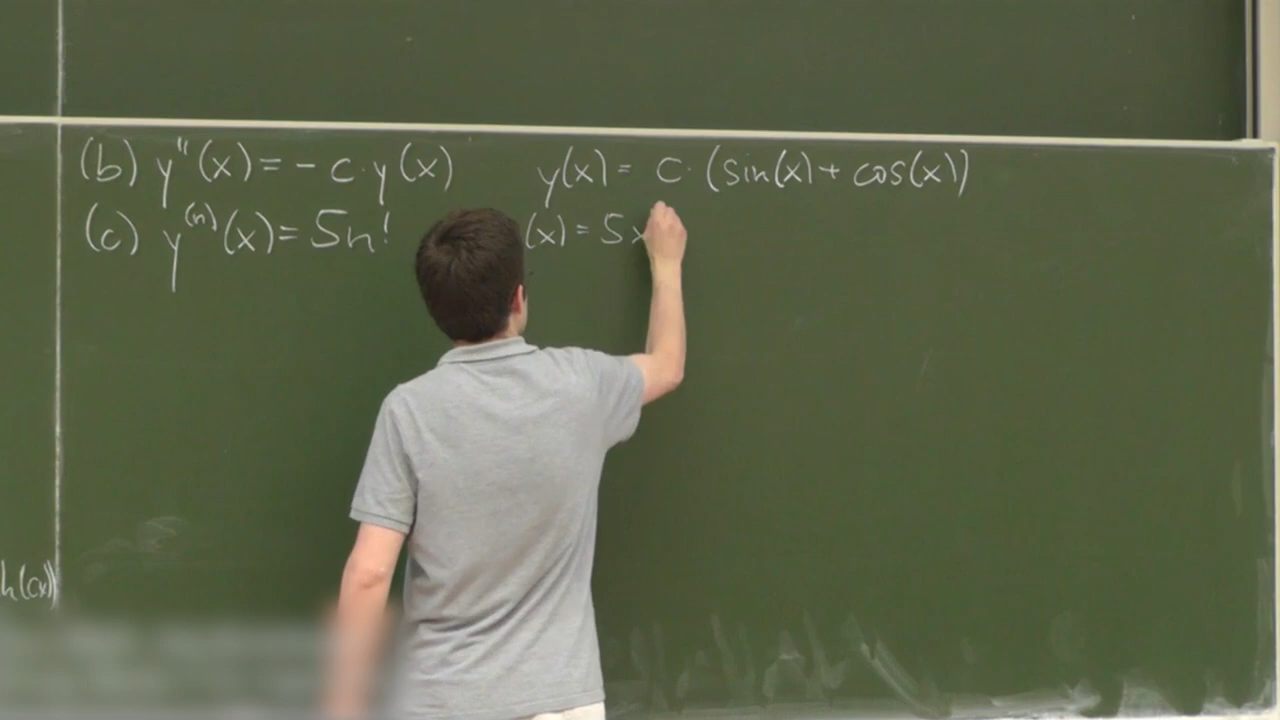 (b) y''(x) = - c·y(x) y(x) = c·(sin(x) + cos(x))
(c) y^(n)(x) = 5n! (x) = 5x
h(cx))